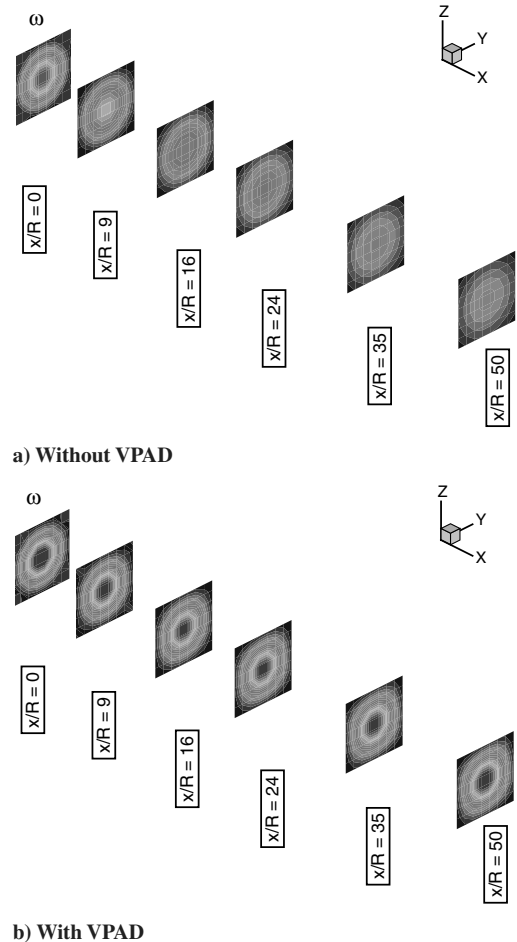 ω
Z
Y
X
x/R = 0
x/R = 9
x/R = 16
x/R = 24
x/R = 35
x/R = 50
a) Without VPAD
ω
Z
Y
X
x/R = 0
x/R = 9
x/R = 16
x/R = 24
x/R = 35
x/R = 50
b) With VPAD